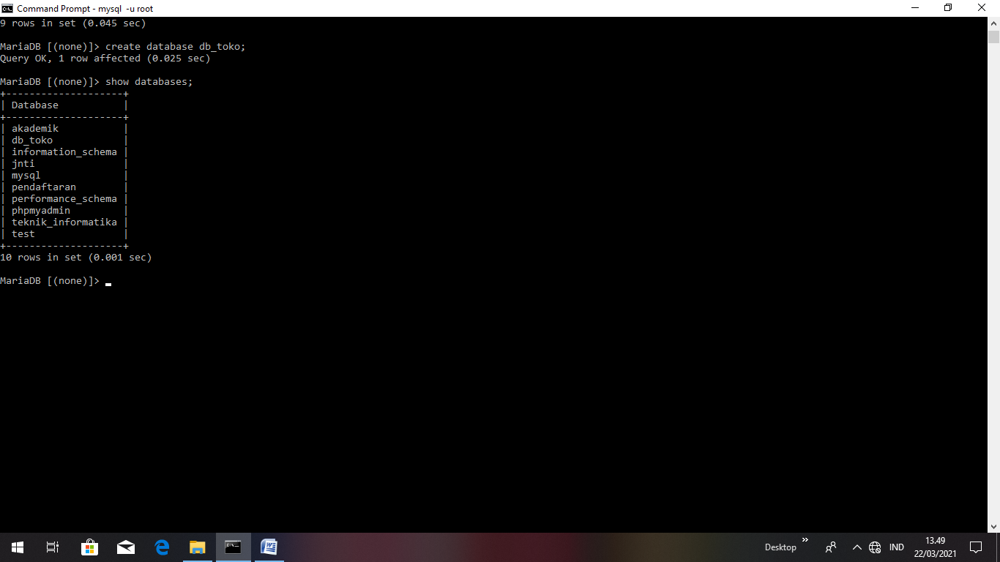 Command Prompt - mysql  -u root
9 rows in set (0.045 sec)
MariaDB [(none)]> create database db_toko;
Query OK, 1 row affected (0.025 sec)
MariaDB [(none)]> show databases;
+--------------------+
| Database           |
+--------------------+
| akademik           |
| db_toko            |
| information_schema |
| jnti               |
| mysql              |
| pendaftaran        |
| performance_schema |
| phpmyadmin         |
| teknik_informatika |
| test               |
+--------------------+
10 rows in set (0.001 sec)
MariaDB [(none)]>
Desktop
IND
13.49
22/03/2021